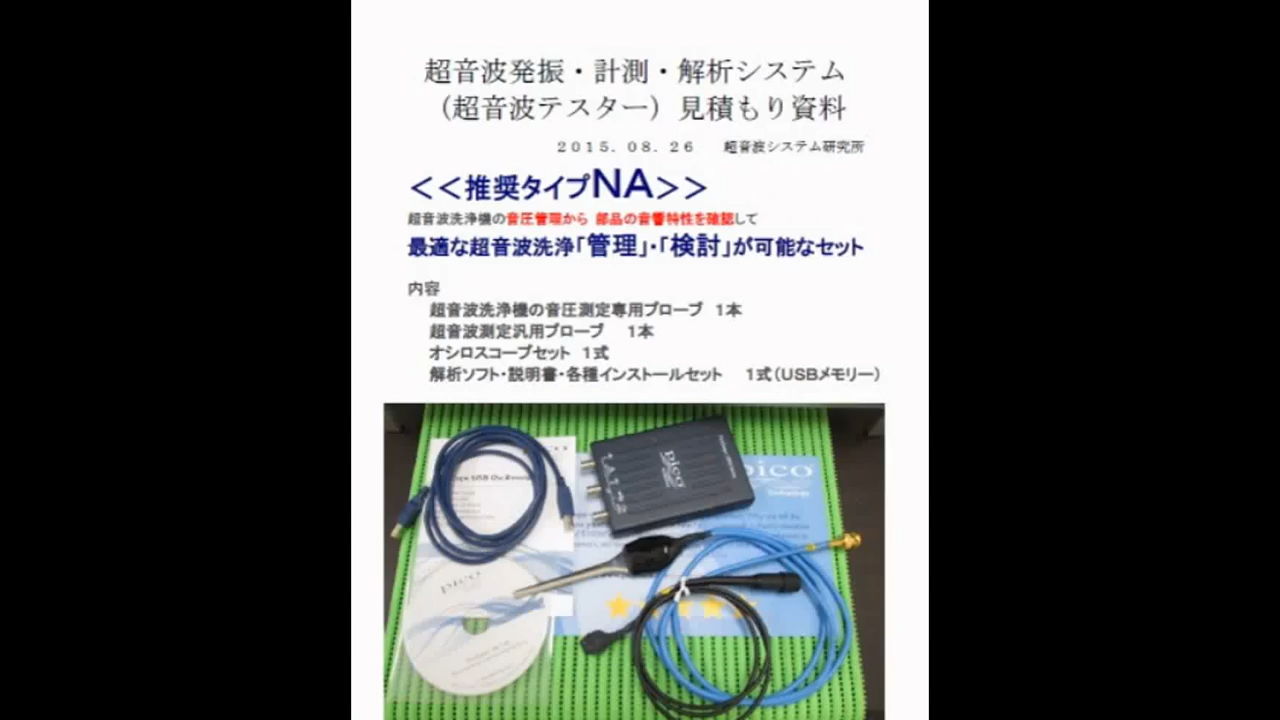 超音波発振・計測・解析システム
（超音波テスター）見積もり資料
２０１５．０８．２６　　超音波システム研究所
＜＜推奨タイプNA＞＞
超音波洗浄機の音圧管理から 部品の音響特性を確認して
最適な超音波洗浄｢管理｣・｢検討｣が可能なセット
内容
超音波洗浄機の音圧測定専用プローブ　１本
超音波測定汎用プローブ　　１本
オシロスコープセット　１式
解析ソフト・説明書・各種インストールセット　　１式（ＵＳＢメモリー）
pico
pico
Technology
pico